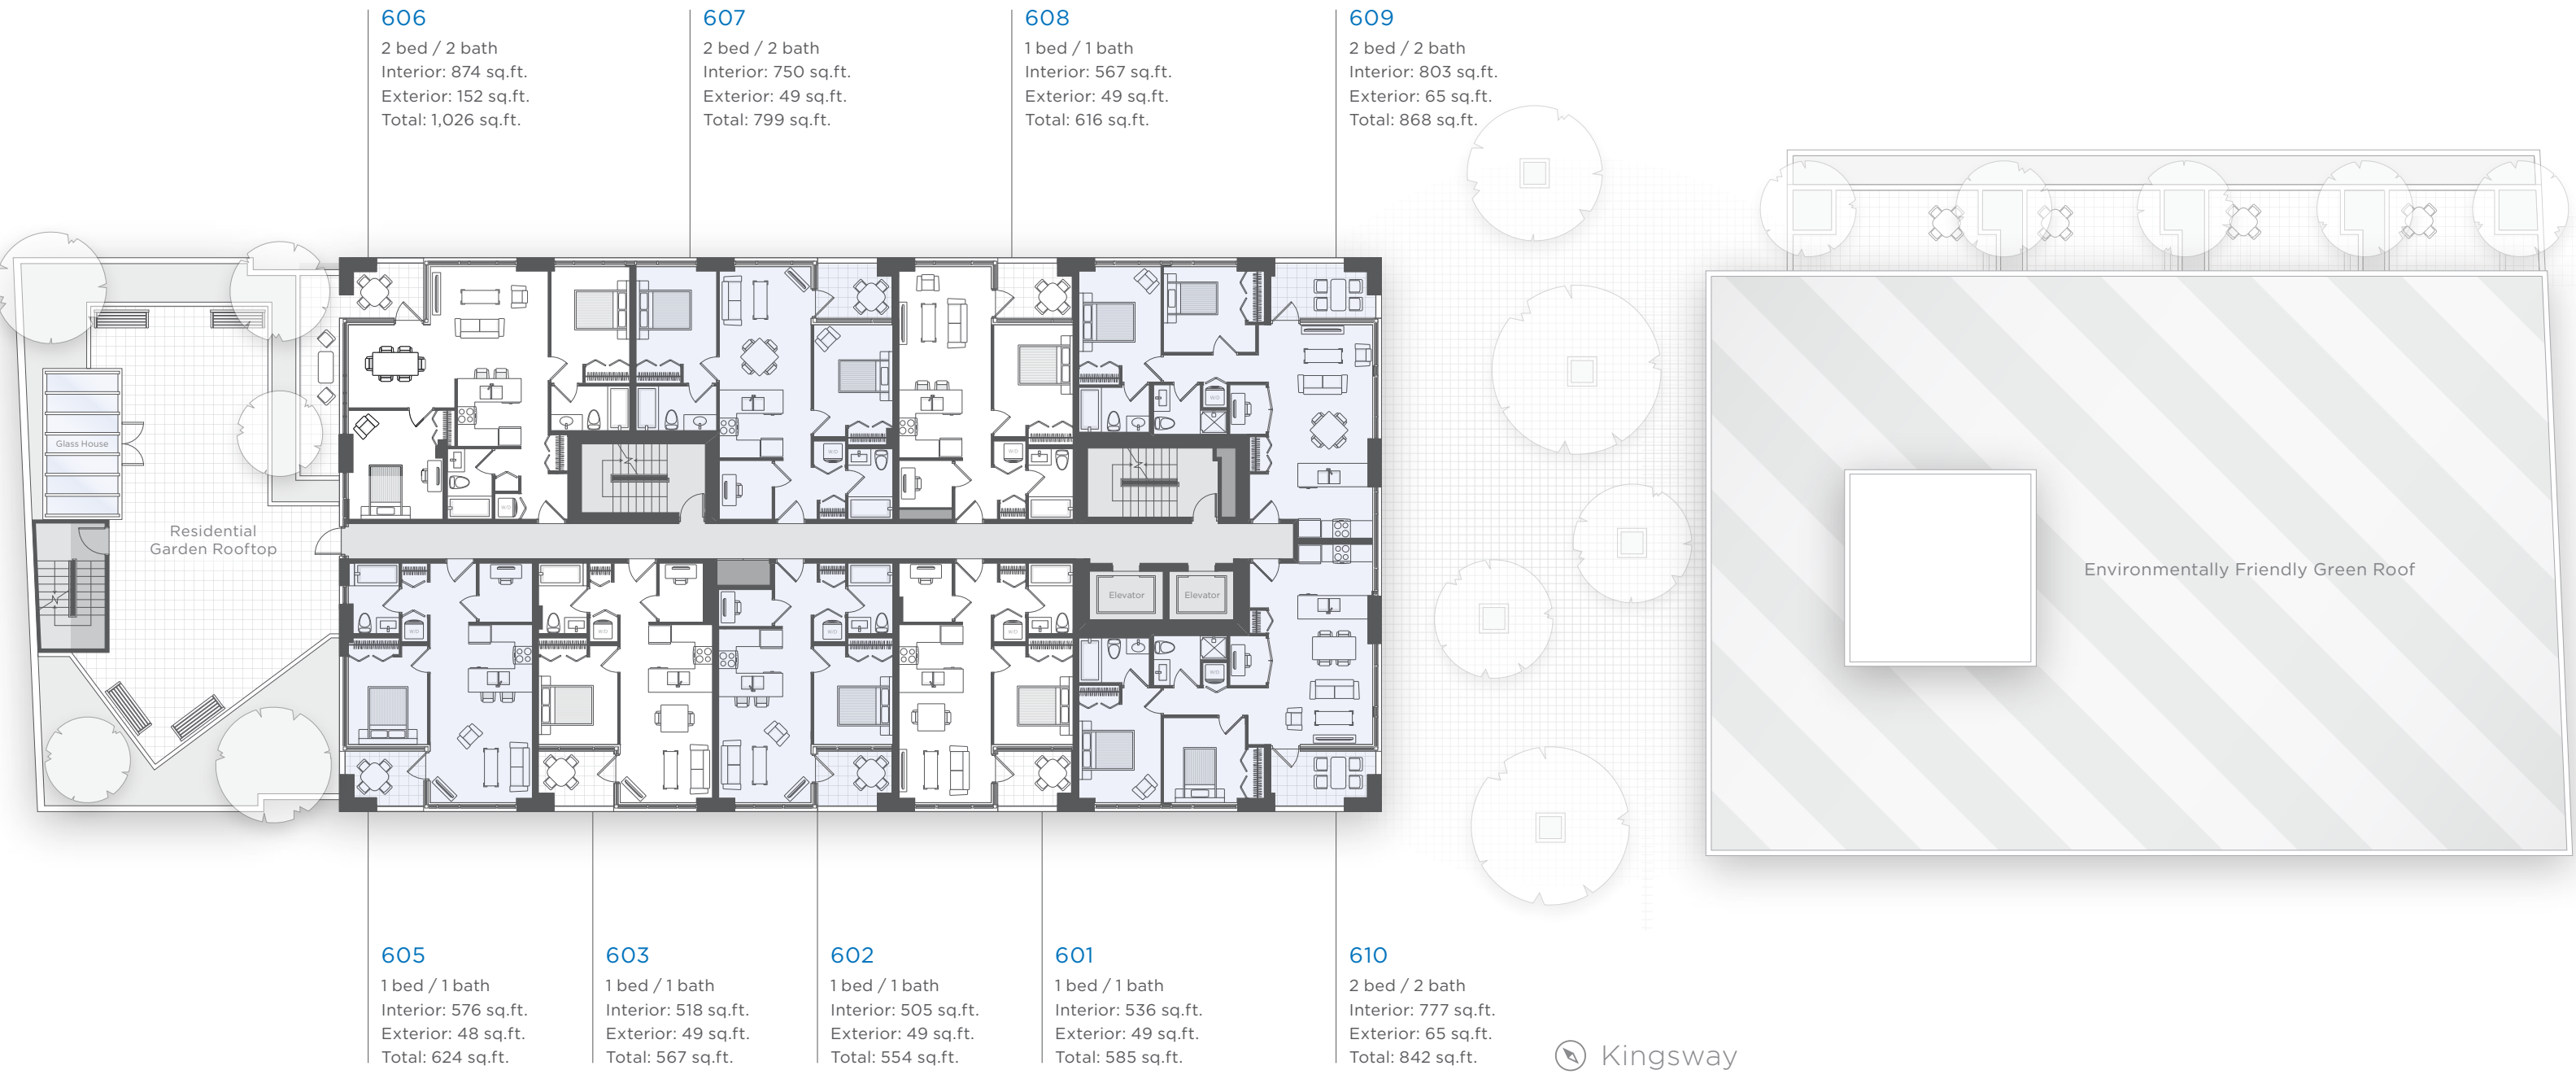 606
2 bed / 2 bath
Interior: 874 sq.ft.
Exterior: 152 sq.ft.
Total: 1,026 sq.ft.
607
2 bed / 2 bath
Interior: 750 sq.ft.
Exterior: 49 sq.ft.
Total: 799 sq.ft.
608
1 bed / 1 bath
Interior: 567 sq.ft.
Exterior: 49 sq.ft.
Total: 616 sq.ft.
609
2 bed / 2 bath
Interior: 803 sq.ft.
Exterior: 65 sq.ft.
Total: 868 sq.ft.
Glass House
Residential
Garden Rooftop
W/D
W/D
W/D
W/D
W/D
W/D
W/D
W/D
W/D
Elevator
Elevator
Environmentally Friendly Green Roof
605
1 bed / 1 bath
Interior: 576 sq.ft.
Exterior: 48 sq.ft.
Total: 624 sq.ft.
603
1 bed / 1 bath
Interior: 518 sq.ft.
Exterior: 49 sq.ft.
Total: 567 sq.ft.
602
1 bed / 1 bath
Interior: 505 sq.ft.
Exterior: 49 sq.ft.
Total: 554 sq.ft.
601
1 bed / 1 bath
Interior: 536 sq.ft.
Exterior: 49 sq.ft.
Total: 585 sq.ft.
610
2 bed / 2 bath
Interior: 777 sq.ft.
Exterior: 65 sq.ft.
Total: 842 sq.ft.
Kingsway